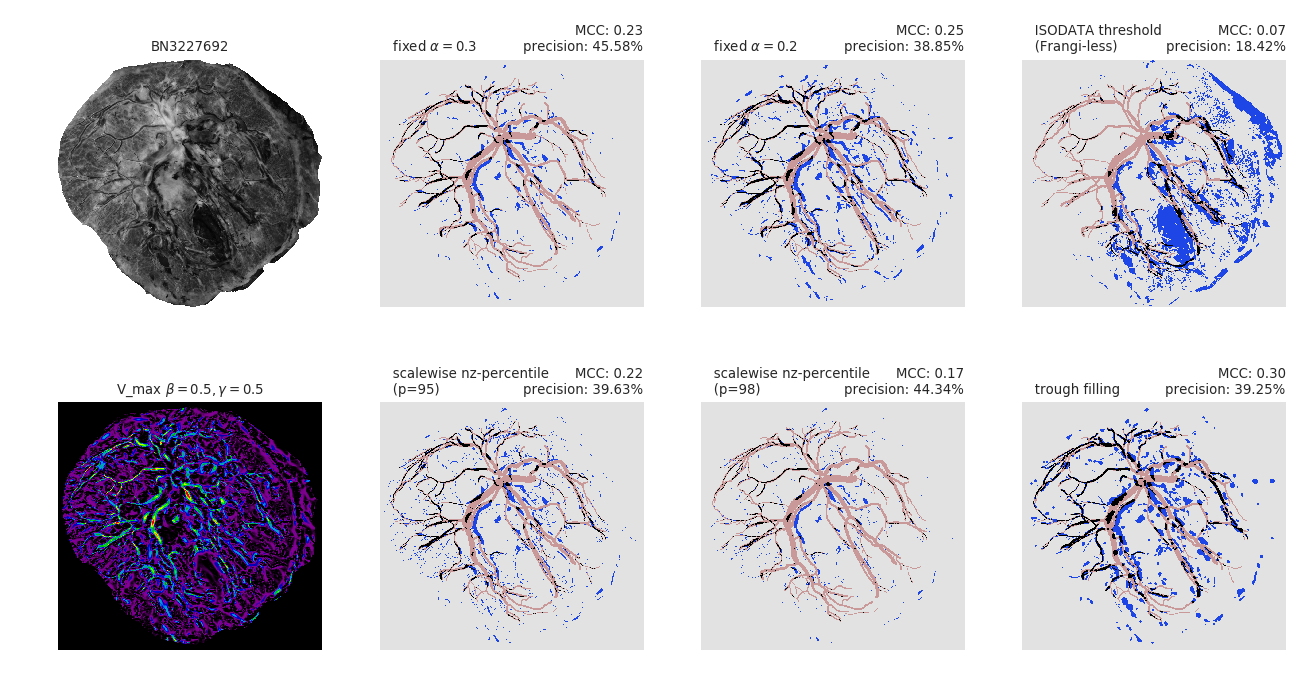 BN3227692
MCC: 0.23
fixed α = 0.3 precision: 45.58%
MCC: 0.25
fixed α = 0.2 precision: 38.85%
ISODATA threshold MCC: 0.07
(Frangi-less) precision: 18.42%
V_max β = 0.5, γ = 0.5
scalewise nz-percentile MCC: 0.22
(p=95) precision: 39.63%
scalewise nz-percentile MCC: 0.17
(p=98) precision: 44.34%
MCC: 0.30
trough filling precision: 39.25%